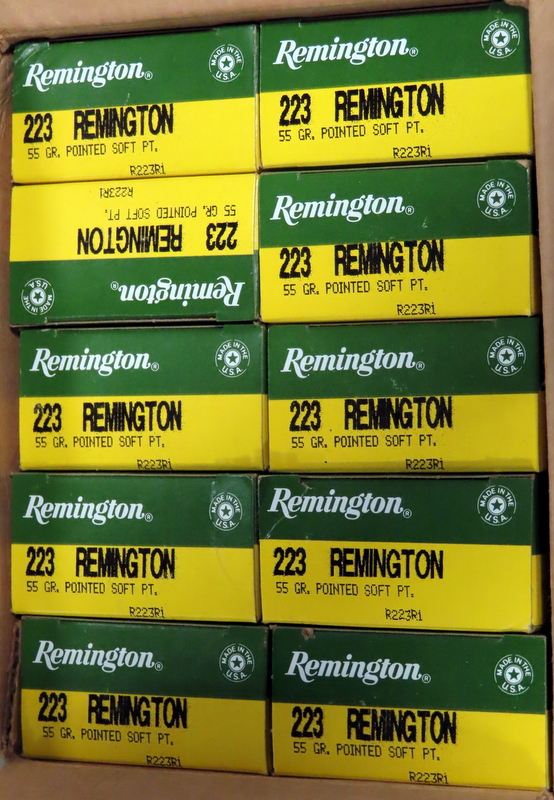 Remington®
MADE IN THE U.S.A.
223 REMINGTON
55 GR. POINTED SOFT PT.
R223R1
Remington®
MADE IN THE U.S.A.
223 REMINGTON
55 GR. POINTED SOFT PT.
R223R1
Remington®
MADE IN THE U.S.A.
223 REMINGTON
55 GR. POINTED SOFT PT.
R223R1
Remington®
MADE IN THE U.S.A.
223 REMINGTON
55 GR. POINTED SOFT PT.
R223R1
Remington®
MADE IN THE U.S.A.
223 REMINGTON
55 GR. POINTED SOFT PT.
R223R1
Remington®
MADE IN THE U.S.A.
223 REMINGTON
55 GR. POINTED SOFT PT.
R223R1
Remington®
MADE IN THE U.S.A.
223 REMINGTON
55 GR. POINTED SOFT PT.
R223R1
Remington®
MADE IN THE U.S.A.
223 REMINGTON
55 GR. POINTED SOFT PT.
R223R1
Remington®
MADE IN THE U.S.A.
223 REMINGTON
55 GR. POINTED SOFT PT.
R223R1
Remington®
MADE IN THE U.S.A.
223 REMINGTON
55 GR. POINTED SOFT PT.
R223R1